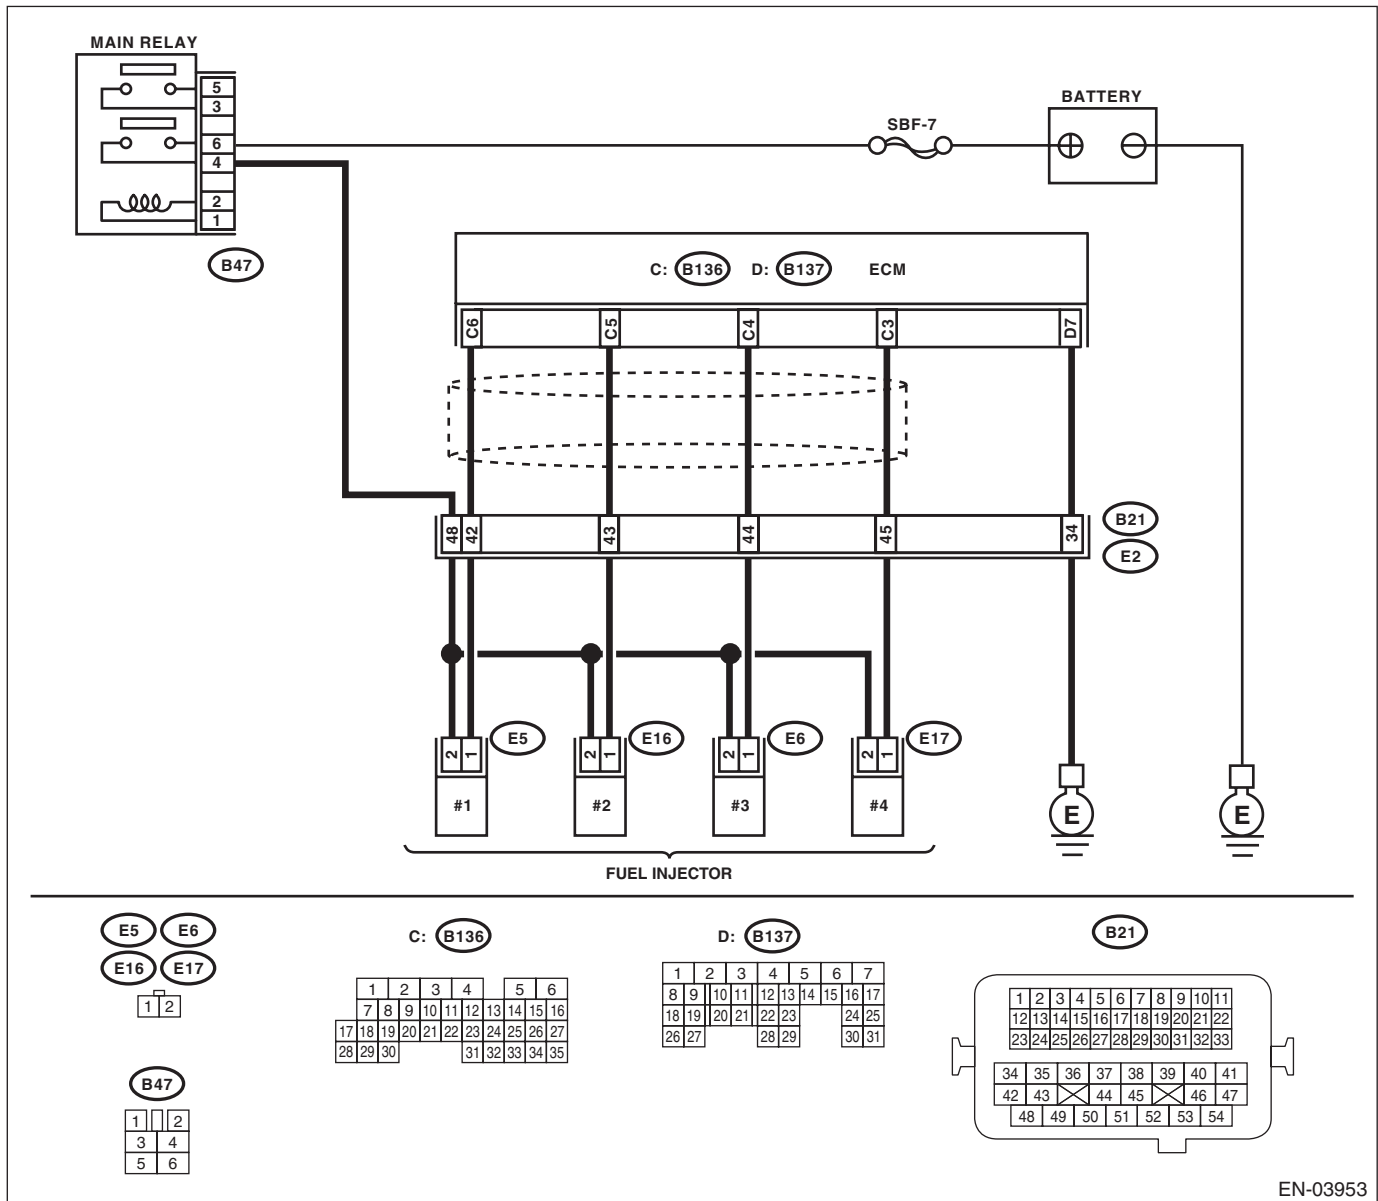 MAIN RELAY
5
3
6
4
2
1
B47
SBF-7
BATTERY
C: B136 D: B137 ECM
C6 C5 C4 C3 D7
48 42 43 44 45 34
B21
E2
2 1 E5 2 1 E16 2 1 E6 2 1 E17
#1 #2 #3 #4 E E
FUEL INJECTOR
E5 E6
E16 E17
1 2
B47
1 2
3 4
5 6
C: B136
1 2 3 4 5 6
7 8 9 10 11 12 13 14 15 16
17 18 19 20 21 22 23 24 25 26 27
28 29 30 31 32 33 34 35
D: B137
1 2 3 4 5 6 7
8 9 10 11 12 13 14 15 16 17
18 19 20 21 22 23 24 25
26 27 28 29 30 31
B21
1 2 3 4 5 6 7 8 9 10 11
12 13 14 15 16 17 18 19 20 21 22
23 24 25 26 27 28 29 30 31 32 33
34 35 36 37 38 39 40 41
42 43 44 45 46 47
48 49 50 51 52 53 54
EN-03953